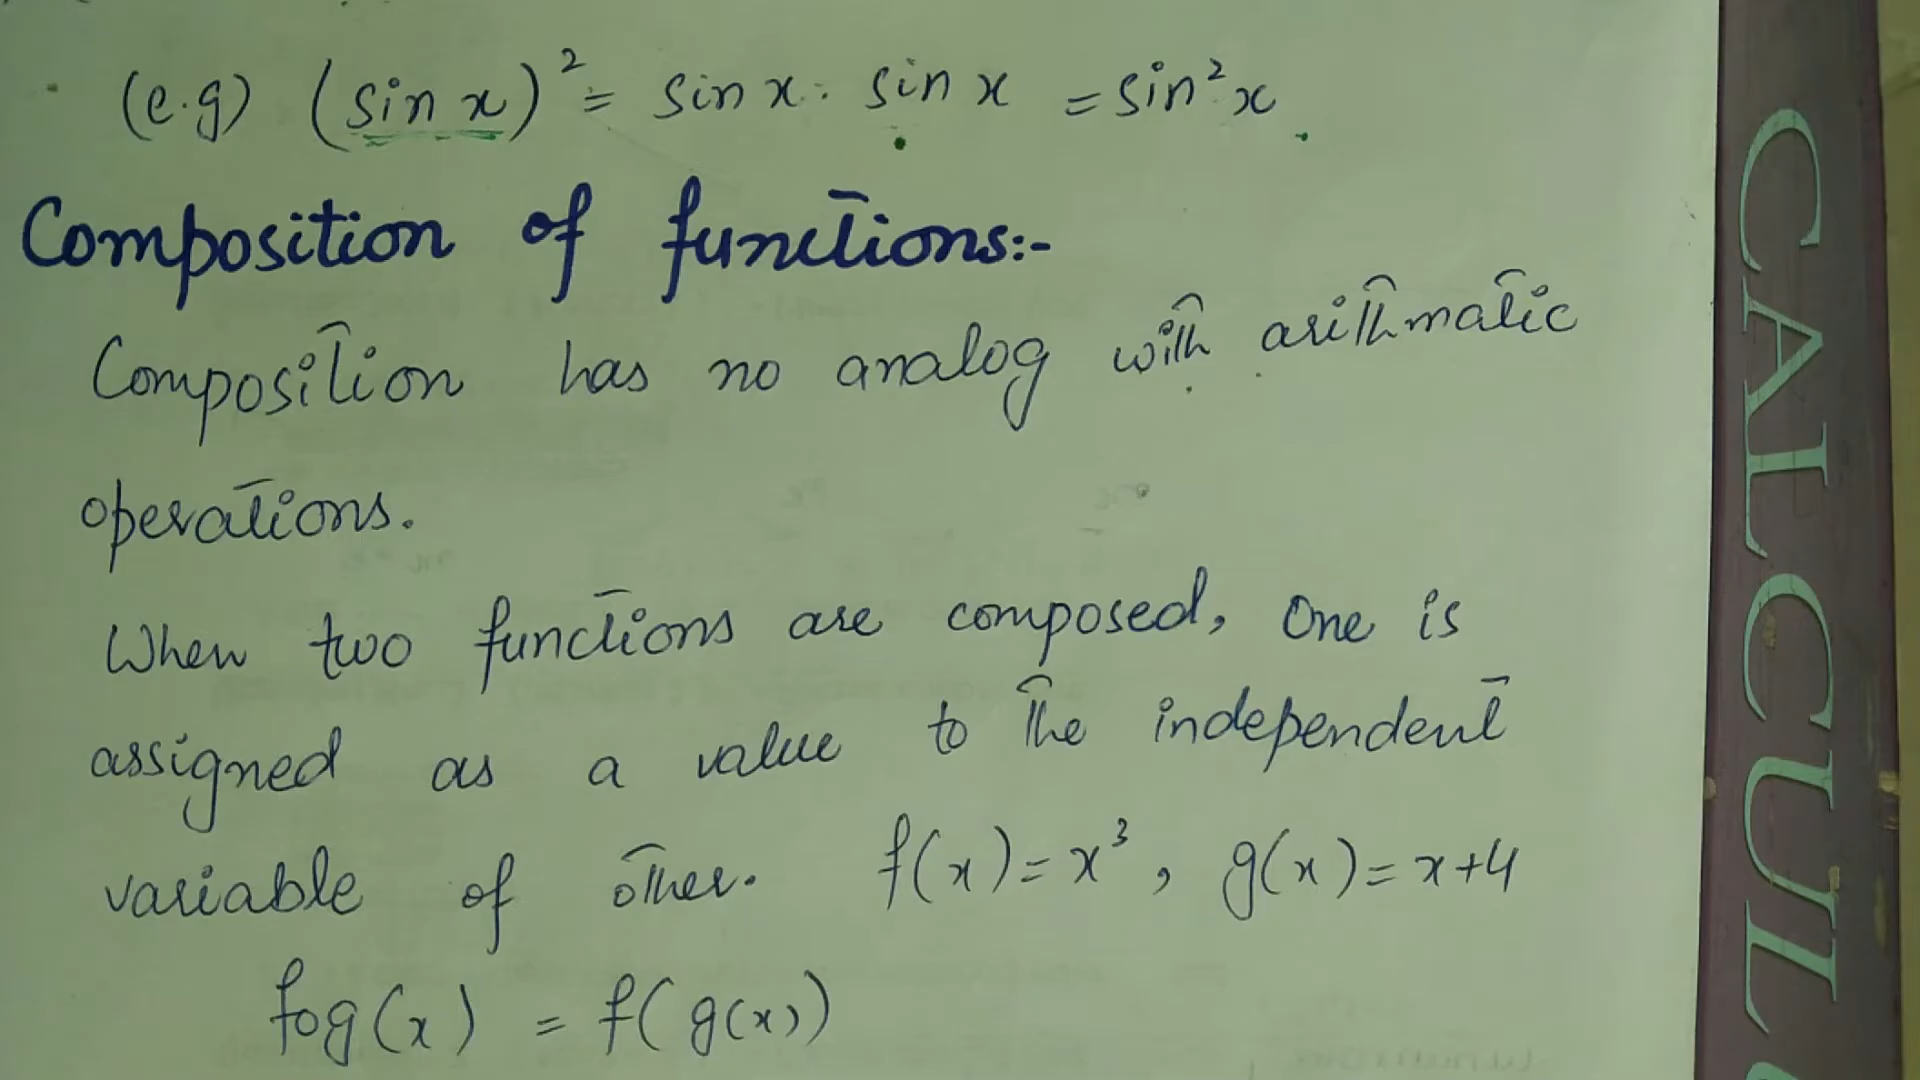 (e.g) (sin x)² = sin x . sin x = sin² x
Composition of functions:-
Composition has no analog with arithmatic
operations.
When two functions are composed, One is
assigned as a value to the independent
variable of other. f(x) = x³, g(x) = x+4
fog(x) = f(g(x))
CALCUL